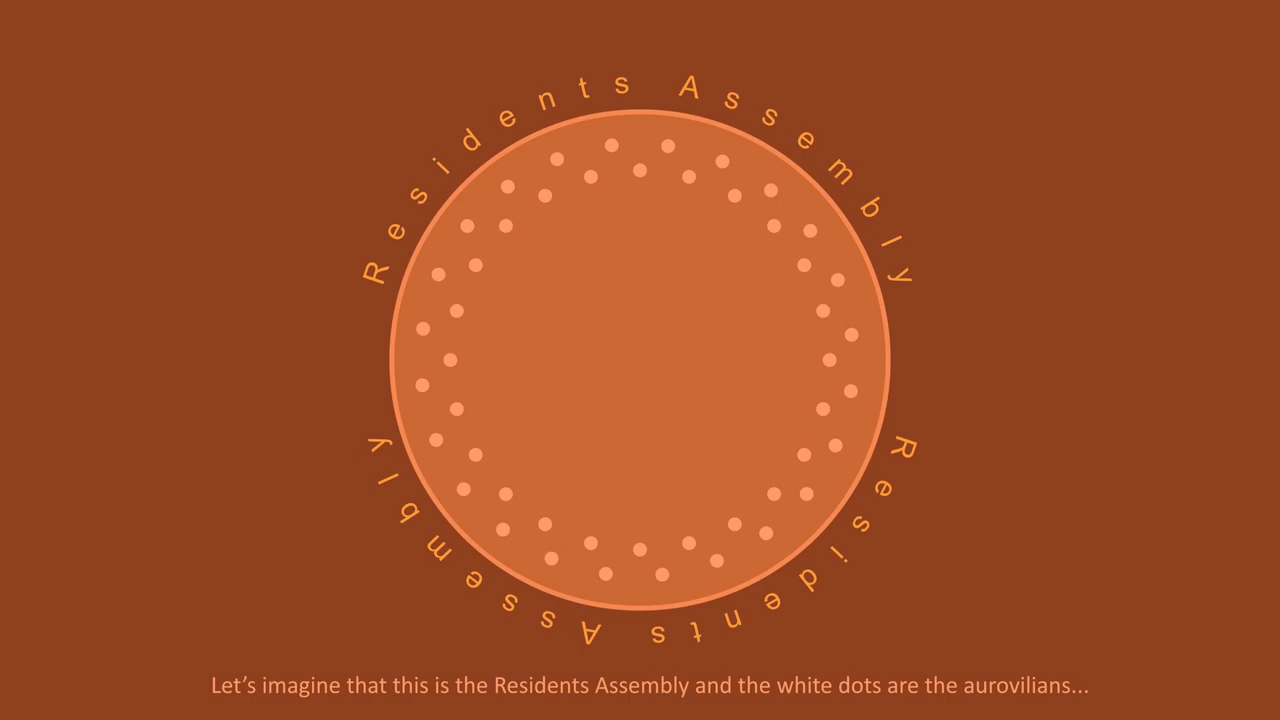 Residents Assembly
Residents Assembly
Let’s imagine that this is the Residents Assembly and the white dots are the aurovilians...